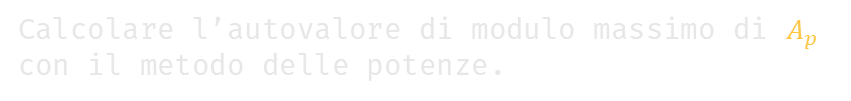 Calcolare l'autovalore di modulo massimo di A_p
con il metodo delle potenze.